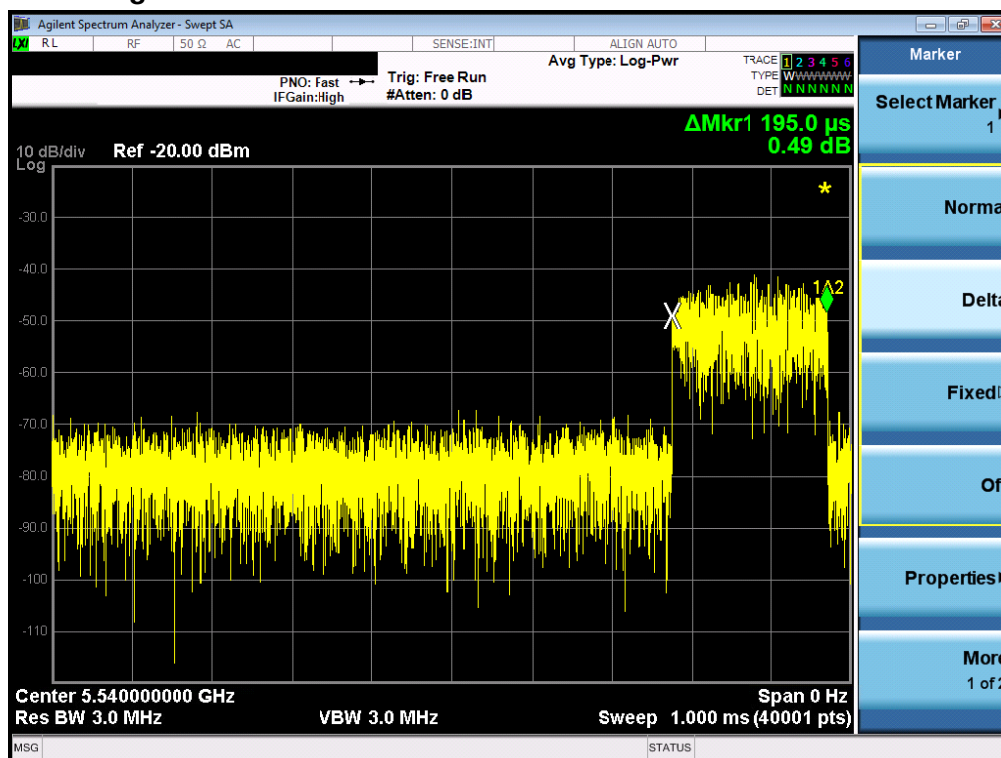 Agilent Spectrum Analyzer - Swept SA
LXI RL RF 50 Ω AC SENSE:INT ALIGN AUTO
Avg Type: Log-Pwr
TRACE 1 2 3 4 5 6
TYPE WWWWWW
DET N N N N N N
PNO: Fast
IFGain:High
Trig: Free Run
#Atten: 0 dB
ΔMkr1 195.0 µs
0.49 dB
10 dB/div Ref -20.00 dBm
Log
-30.0
-40.0
-50.0
-60.0
-70.0
-80.0
-90.0
-100
-110
1Δ2
X
*
Center 5.540000000 GHz
Span 0 Hz
Res BW 3.0 MHz
VBW 3.0 MHz
Sweep 1.000 ms (40001 pts)
MSG
STATUS
Marker
Select Marker
1
Norma
Delta
Fixed
Of
Properties
More
1 of 2